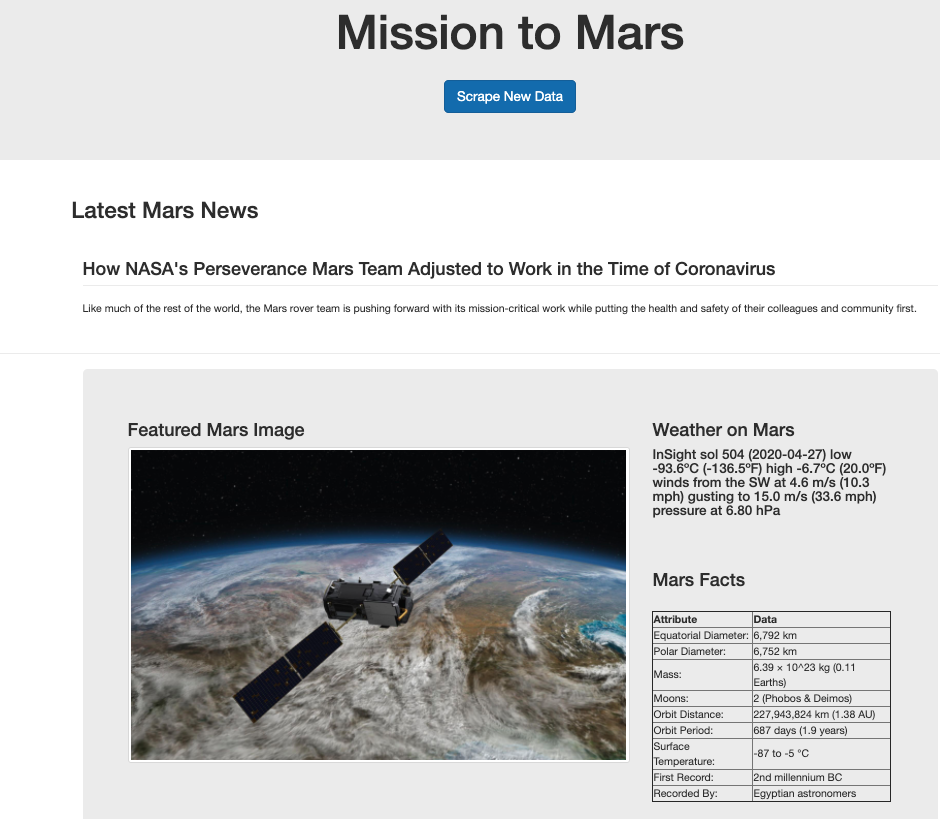 Mission to Mars
Scrape New Data
Latest Mars News
How NASA's Perseverance Mars Team Adjusted to Work in the Time of Coronavirus
Like much of the rest of the world, the Mars rover team is pushing forward with its mission-critical work while putting the health and safety of their colleagues and community first.
Featured Mars Image
Weather on Mars
InSight sol 504 (2020-04-27) low
-93.6ºC (-136.5ºF) high -6.7ºC (20.0ºF)
winds from the SW at 4.6 m/s (10.3
mph) gusting to 15.0 m/s (33.6 mph)
pressure at 6.80 hPa
Mars Facts
Attribute Data
Equatorial Diameter: 6,792 km
Polar Diameter: 6,752 km
Mass: 6.39 × 10^23 kg (0.11
Earths)
Moons: 2 (Phobos & Deimos)
Orbit Distance: 227,943,824 km (1.38 AU)
Orbit Period: 687 days (1.9 years)
Surface
Temperature: -87 to -5 °C
First Record: 2nd millennium BC
Recorded By: Egyptian astronomers